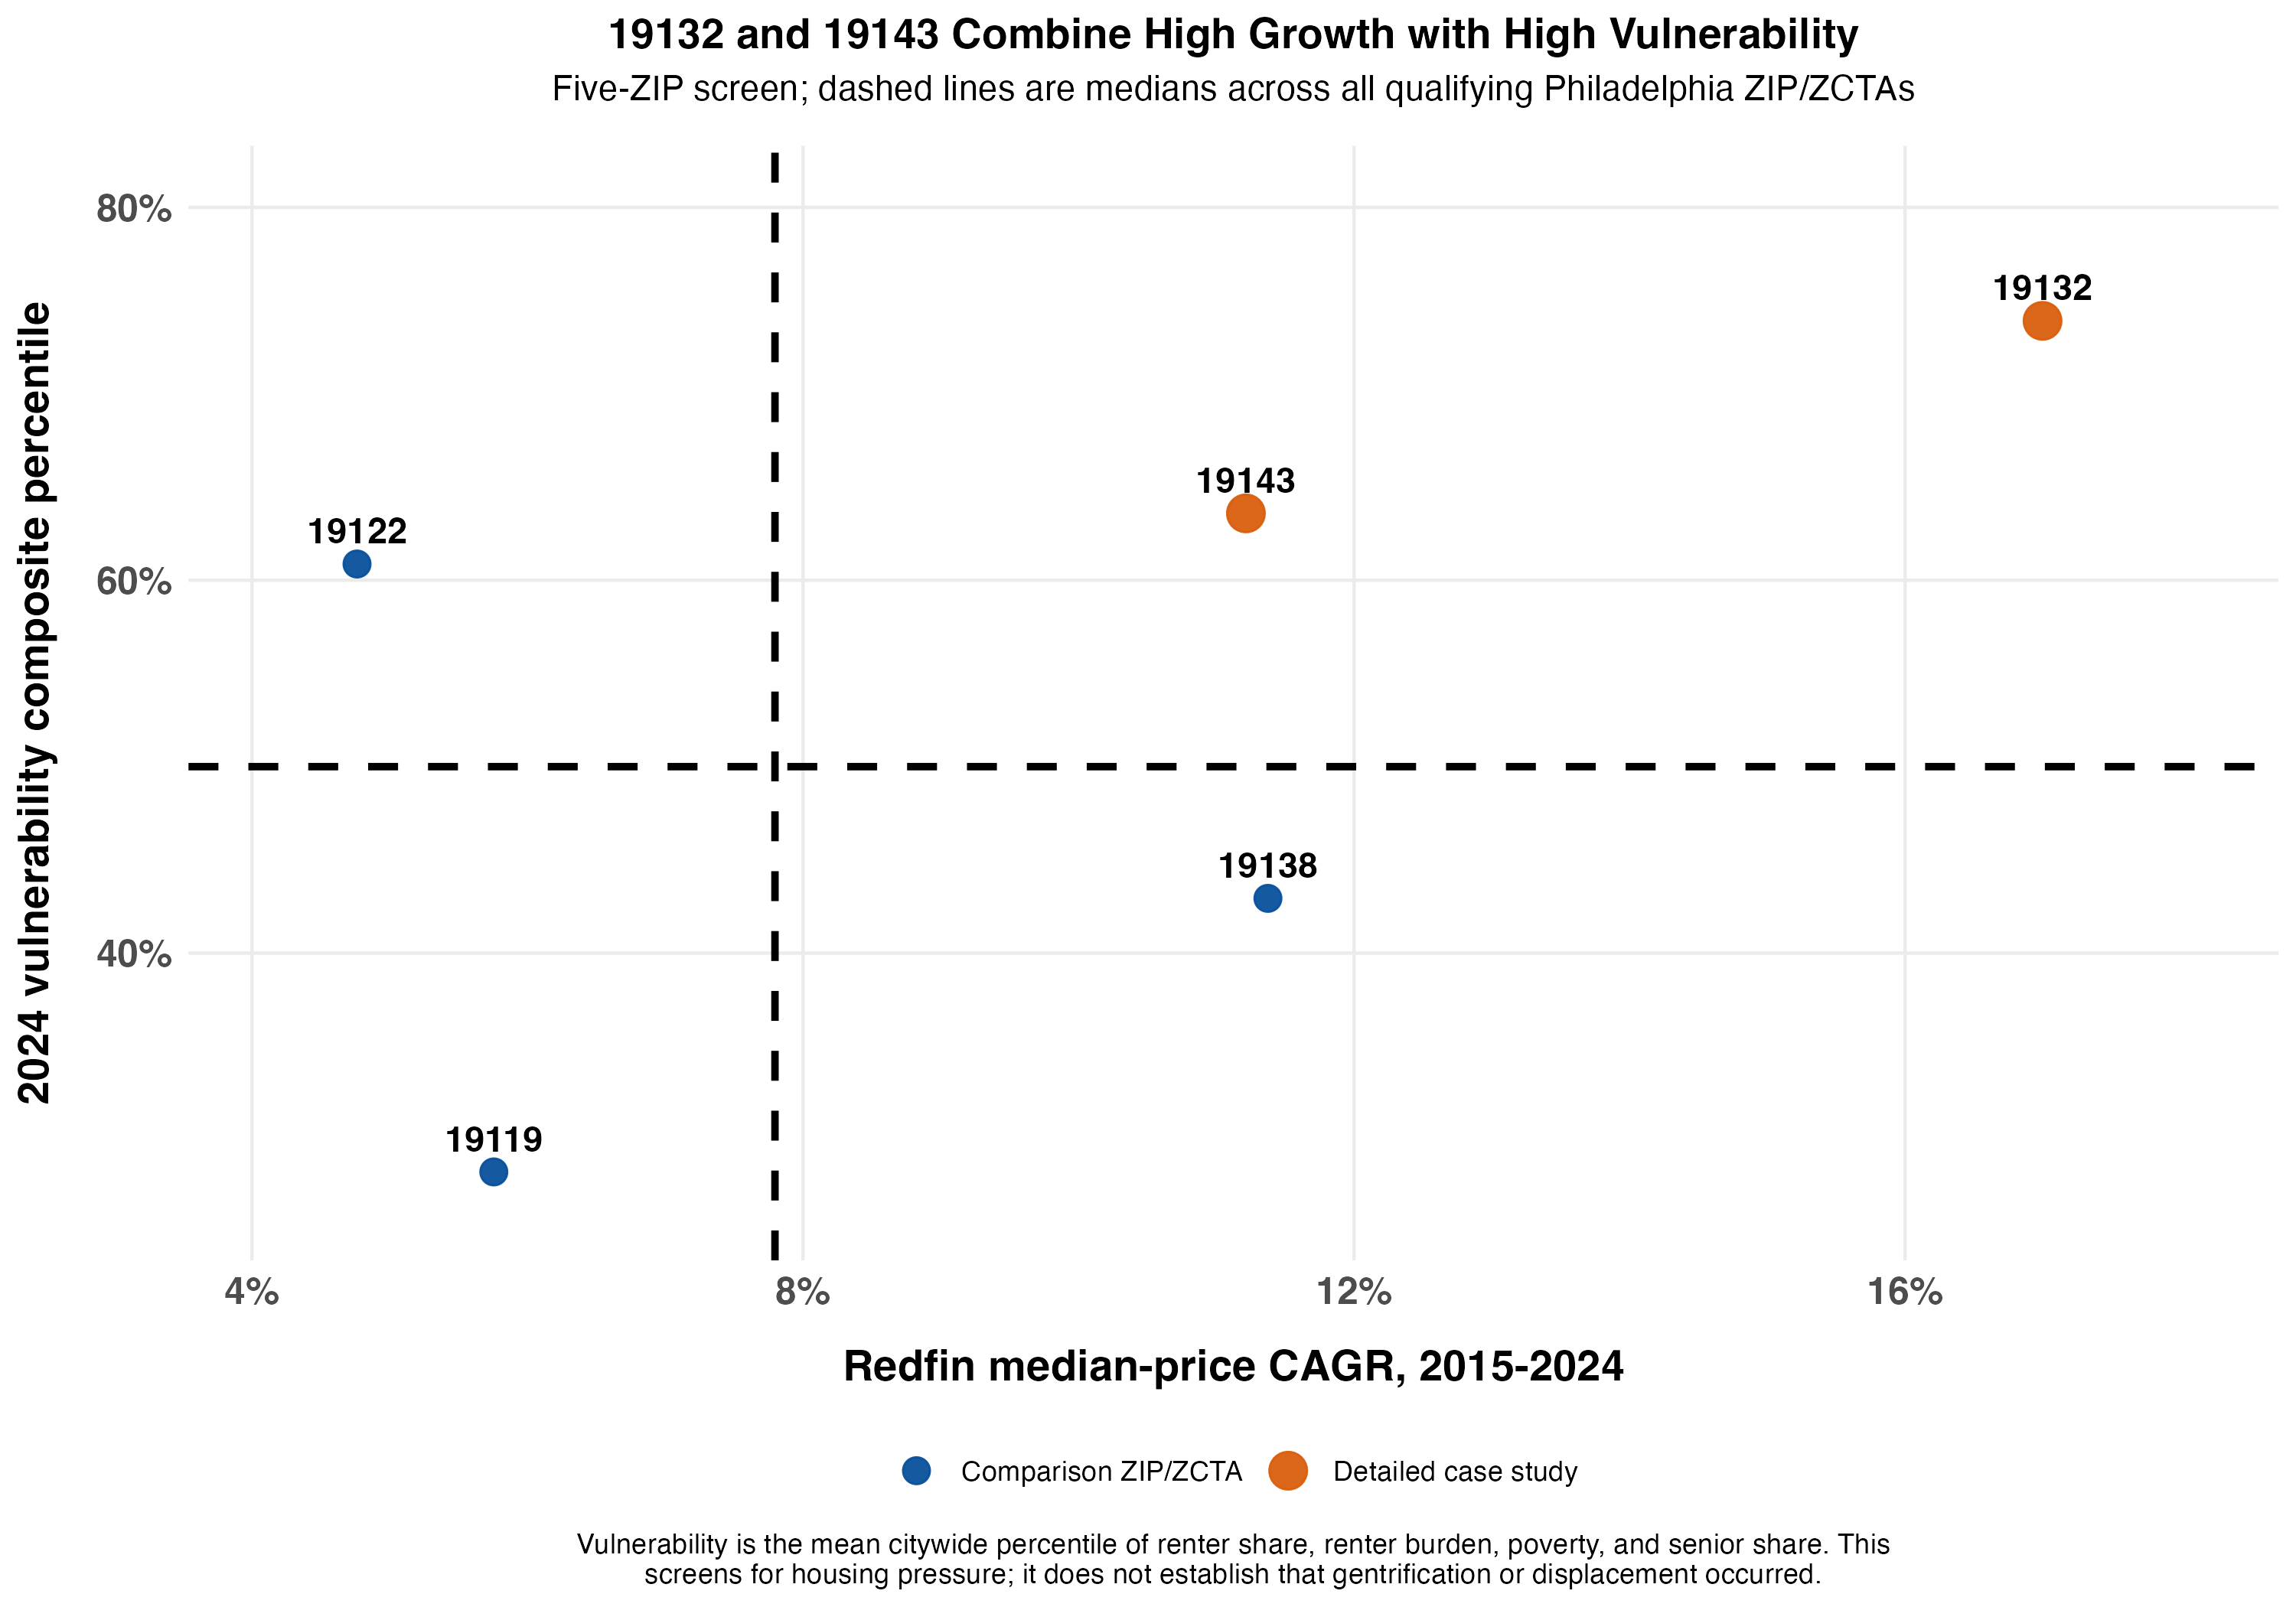 19132 and 19143 Combine High Growth with High Vulnerability
Five-ZIP screen; dashed lines are medians across all qualifying Philadelphia ZIP/ZCTAs
2024 vulnerability composite percentile
80%
60%
40%
19132
19143
19122
19138
19119
4%
8%
12%
16%
Redfin median-price CAGR, 2015-2024
Comparison ZIP/ZCTA
Detailed case study
Vulnerability is the mean citywide percentile of renter share, renter burden, poverty, and senior share. This
screens for housing pressure; it does not establish that gentrification or displacement occurred.